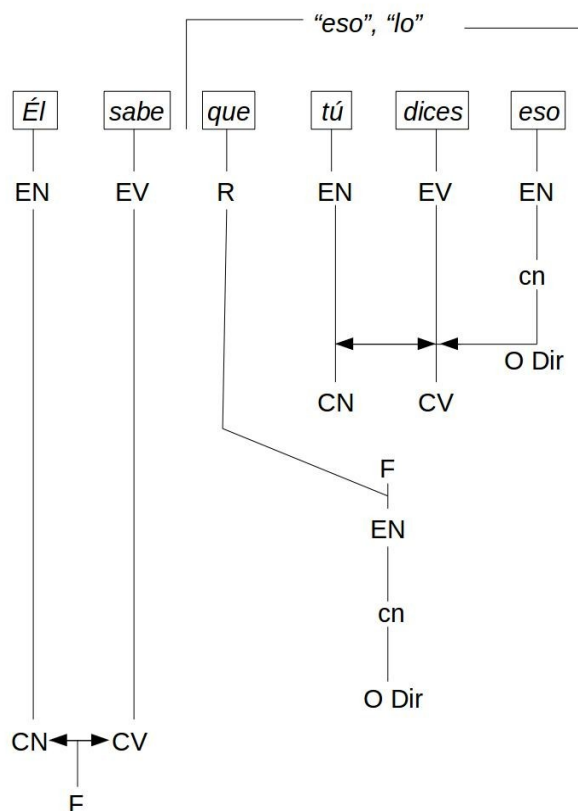 “eso”, “lo”
Él sabe que tú dices eso
EN EV R EN EV EN
cn
O Dir
CN CV
F
EN
cn
O Dir
CN CV
F